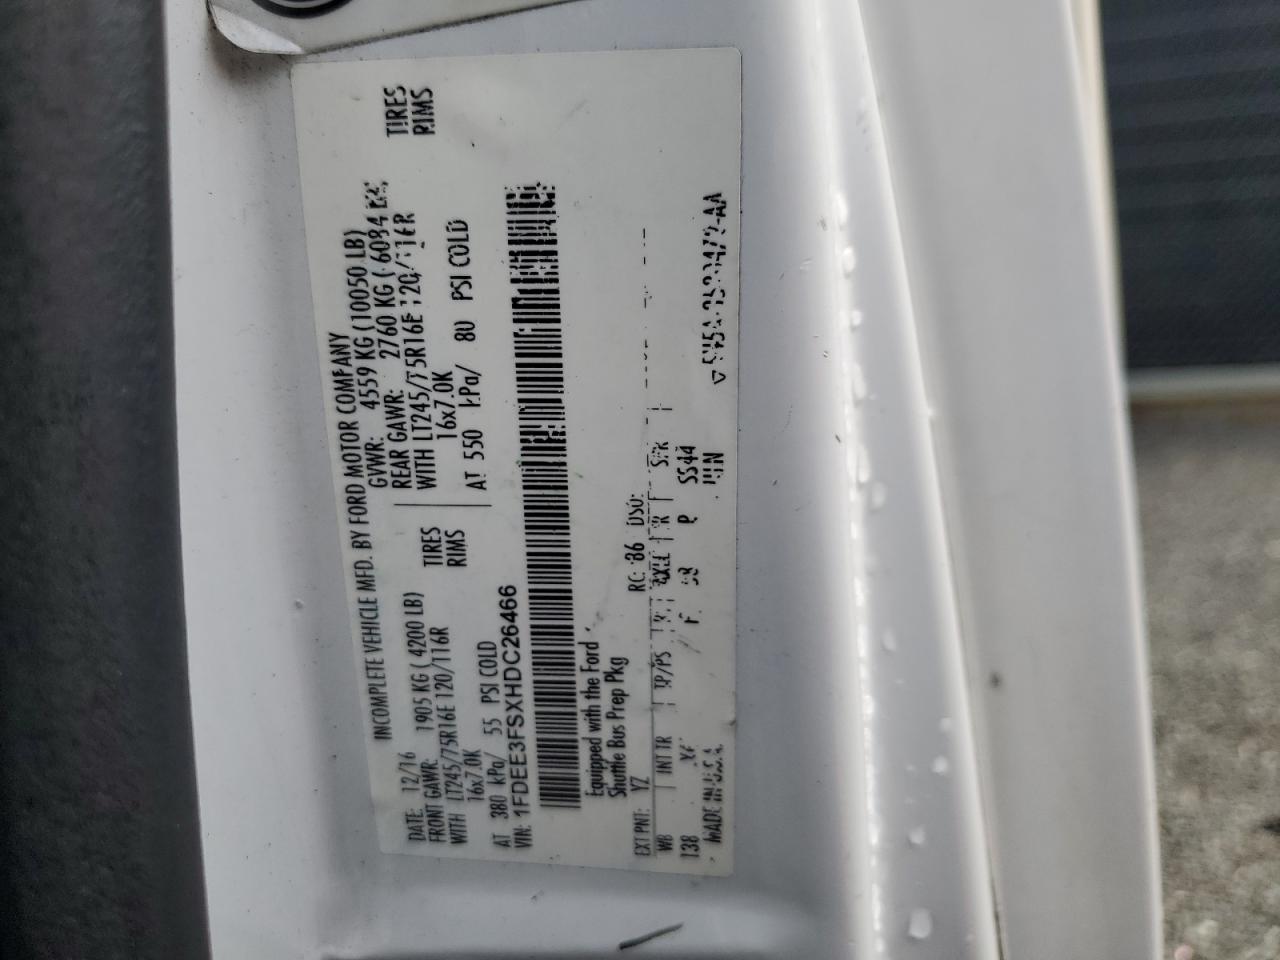 INCOMPLETE VEHICLE MFD. BY FORD MOTOR COMPANY
DATE: 12/16 GVWR: 4559 KG (10050 LB)
FRONT GAWR: 1905 KG (4200 LB) REAR GAWR: 2760 KG (6084
WITH LT245/75R16E 120/116R TIRES WITH LT245/75R16E 120/116R TIRES
16x7.0K RIMS 16x7.0K RIMS
AT 380 kPa/ 55 PSI COLD AT 550 kPa/ 80 PSI COLD
VIN: 1FDEE3FSXHDC26466
Equipped with the Ford
Shuttle Bus Prep Pkg
EXT PNT: YZ RC: 86 DSO:
WB INT TR TP/PS
138
MADE IN U.S.A.